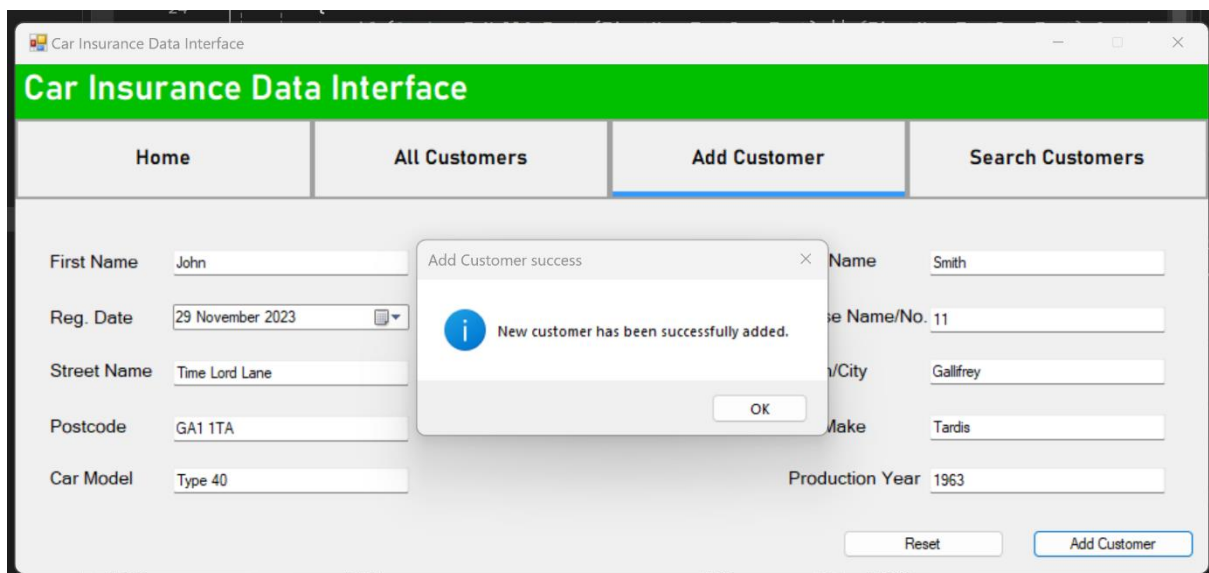 Car Insurance Data Interface
Car Insurance Data Interface
Home All Customers Add Customer Search Customers
First Name John Name Smith
Reg. Date 29 November 2023 se Name/No. 11
Street Name Time Lord Lane n/City Gallifrey
Postcode GA1 1TA Make Tardis
Car Model Type 40 Production Year 1963
Add Customer success
New customer has been successfully added.
OK
Reset Add Customer